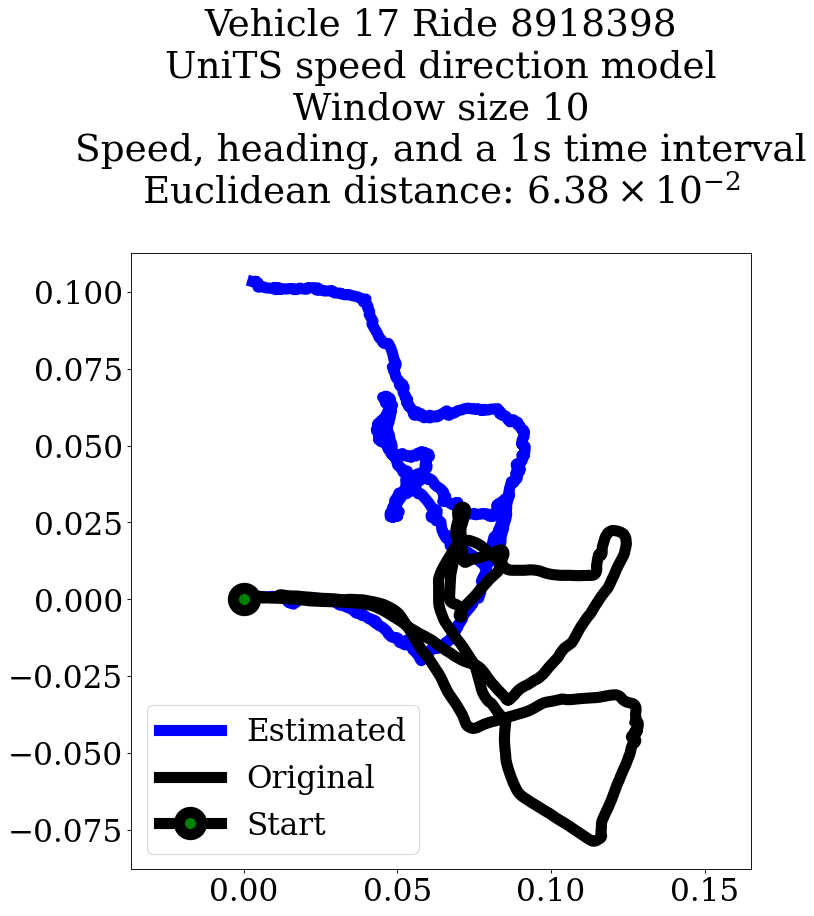 Vehicle 17 Ride 8918398
UniTS speed direction model
Window size 10
Speed, heading, and a 1s time interval
Euclidean distance: 6.38 × 10⁻²
0.100
0.075
0.050
0.025
0.000
−0.025
−0.050
−0.075
Estimated
Original
Start
0.00 0.05 0.10 0.15